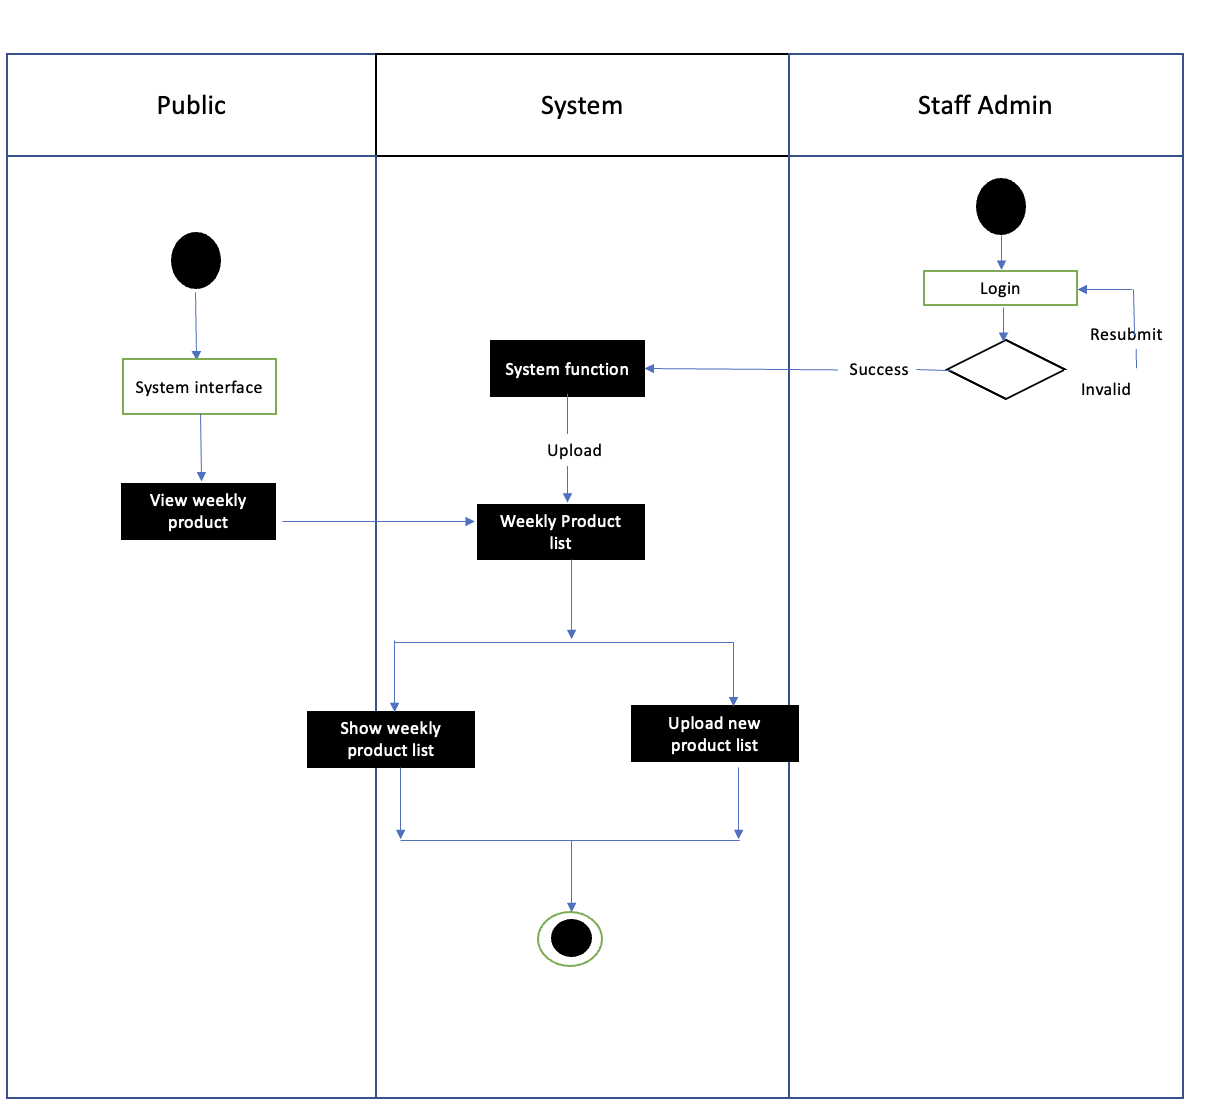 Public
System
Staff Admin
Login
Resubmit
System function
Success
Invalid
System interface
Upload
View weekly
product
Weekly Product
list
Show weekly
product list
Upload new
product list